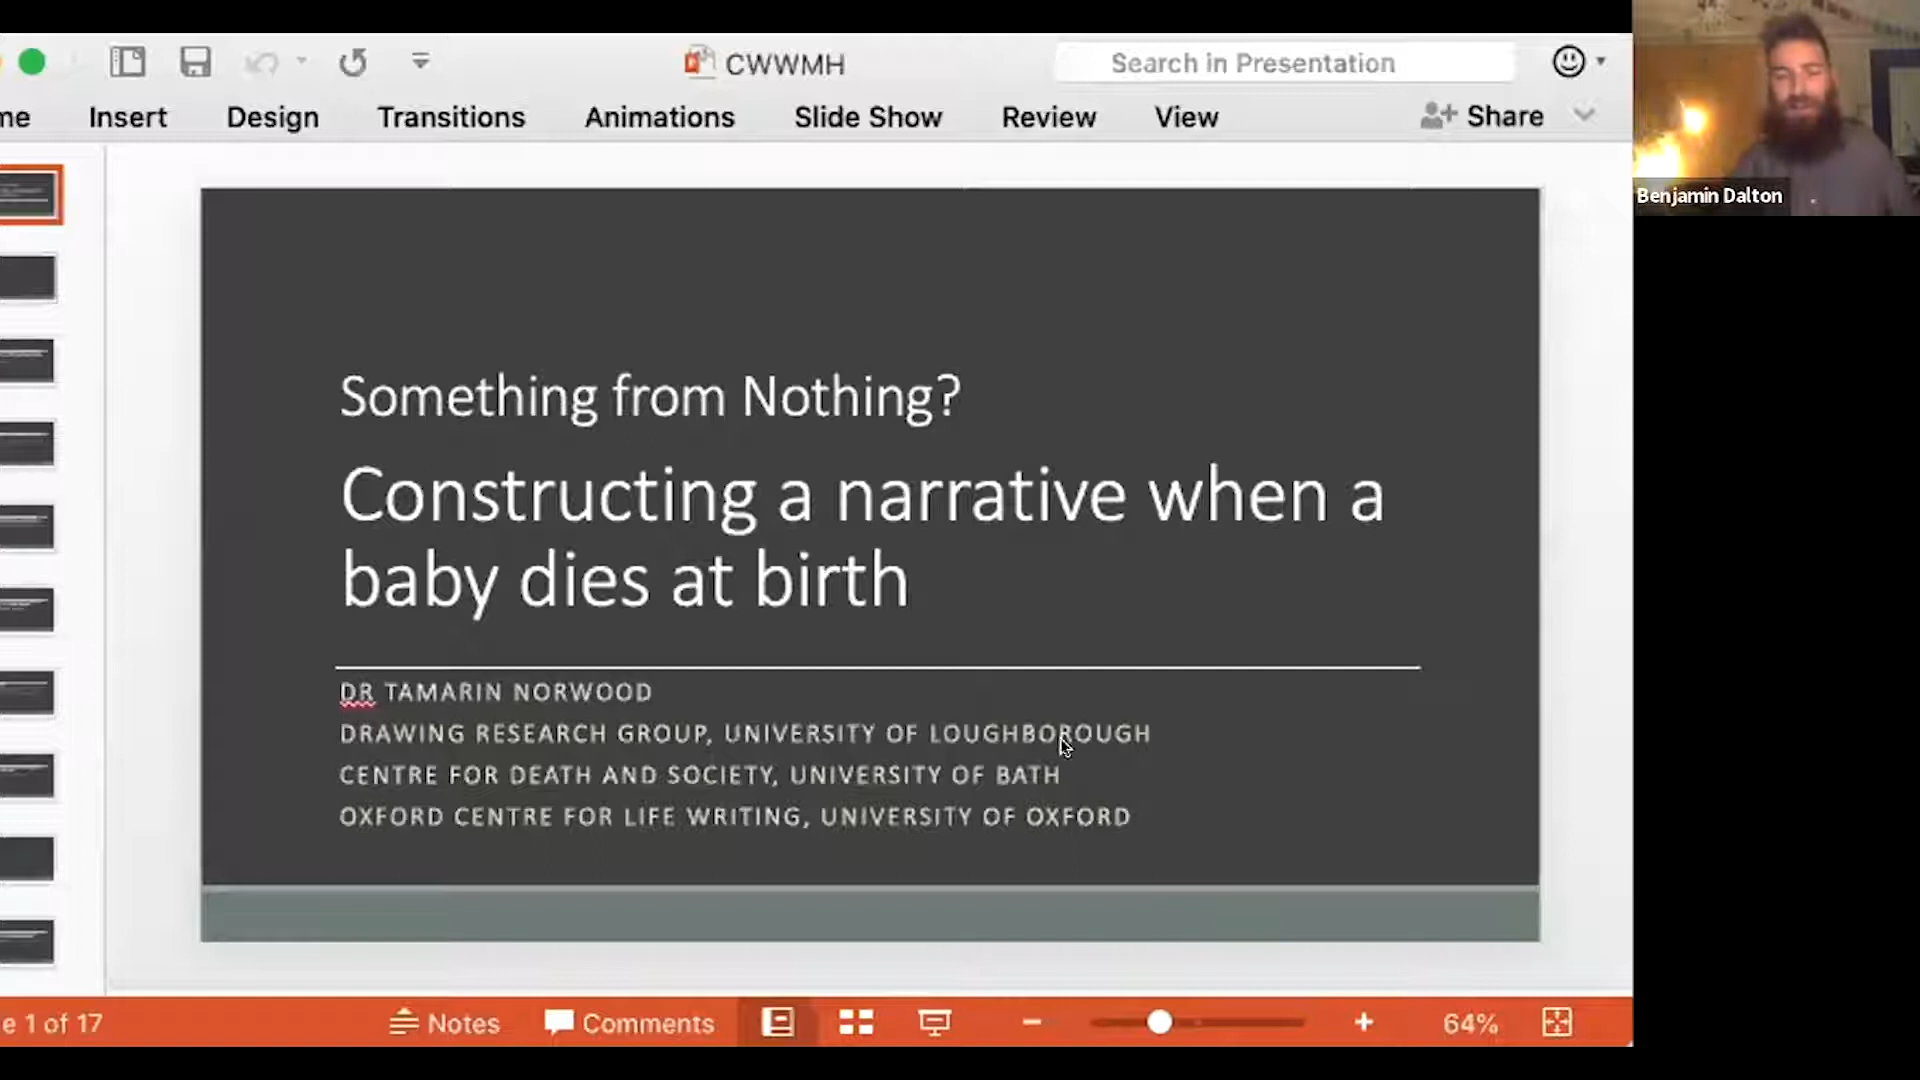 CWWMH
Search in Presentation
me
Insert
Design
Transitions
Animations
Slide Show
Review
View
Share
Benjamin Dalton
Something from Nothing?
Constructing a narrative when a
baby dies at birth
DR TAMARIN NORWOOD
DRAWING RESEARCH GROUP, UNIVERSITY OF LOUGHBOROUGH
CENTRE FOR DEATH AND SOCIETY, UNIVERSITY OF BATH
OXFORD CENTRE FOR LIFE WRITING, UNIVERSITY OF OXFORD
e 1 of 17
Notes
Comments
64%